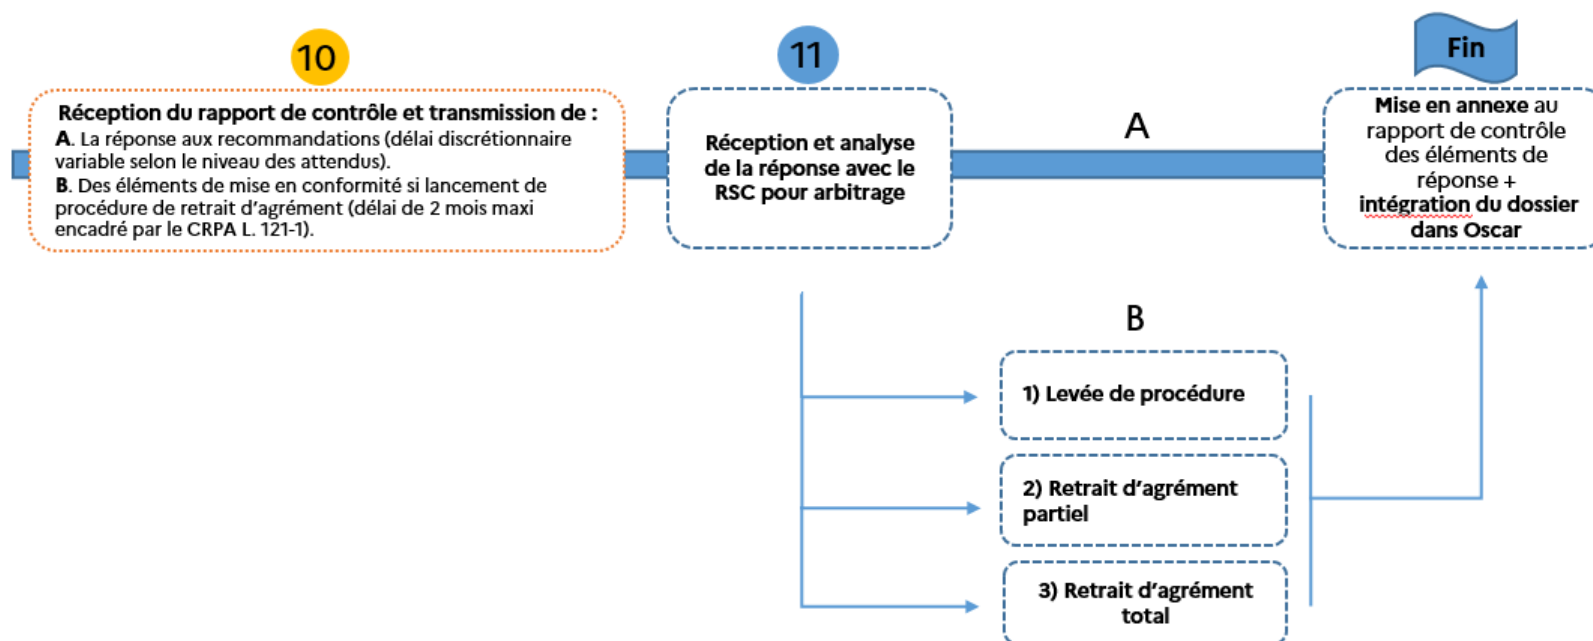 10
Réception du rapport de contrôle et transmission de :
A. La réponse aux recommandations (délai discrétionnaire
variable selon le niveau des attendus).
B. Des éléments de mise en conformité si lancement de
procédure de retrait d'agrément (délai de 2 mois maxi
encadré par le CRPA L. 121-1).
11
Réception et analyse
de la réponse avec le
RSC pour arbitrage
A
Fin
Mise en annexe au
rapport de contrôle
des éléments de
réponse +
intégration du dossier
dans Oscar
B
1) Levée de procédure
2) Retrait d'agrément
partiel
3) Retrait d'agrément
total